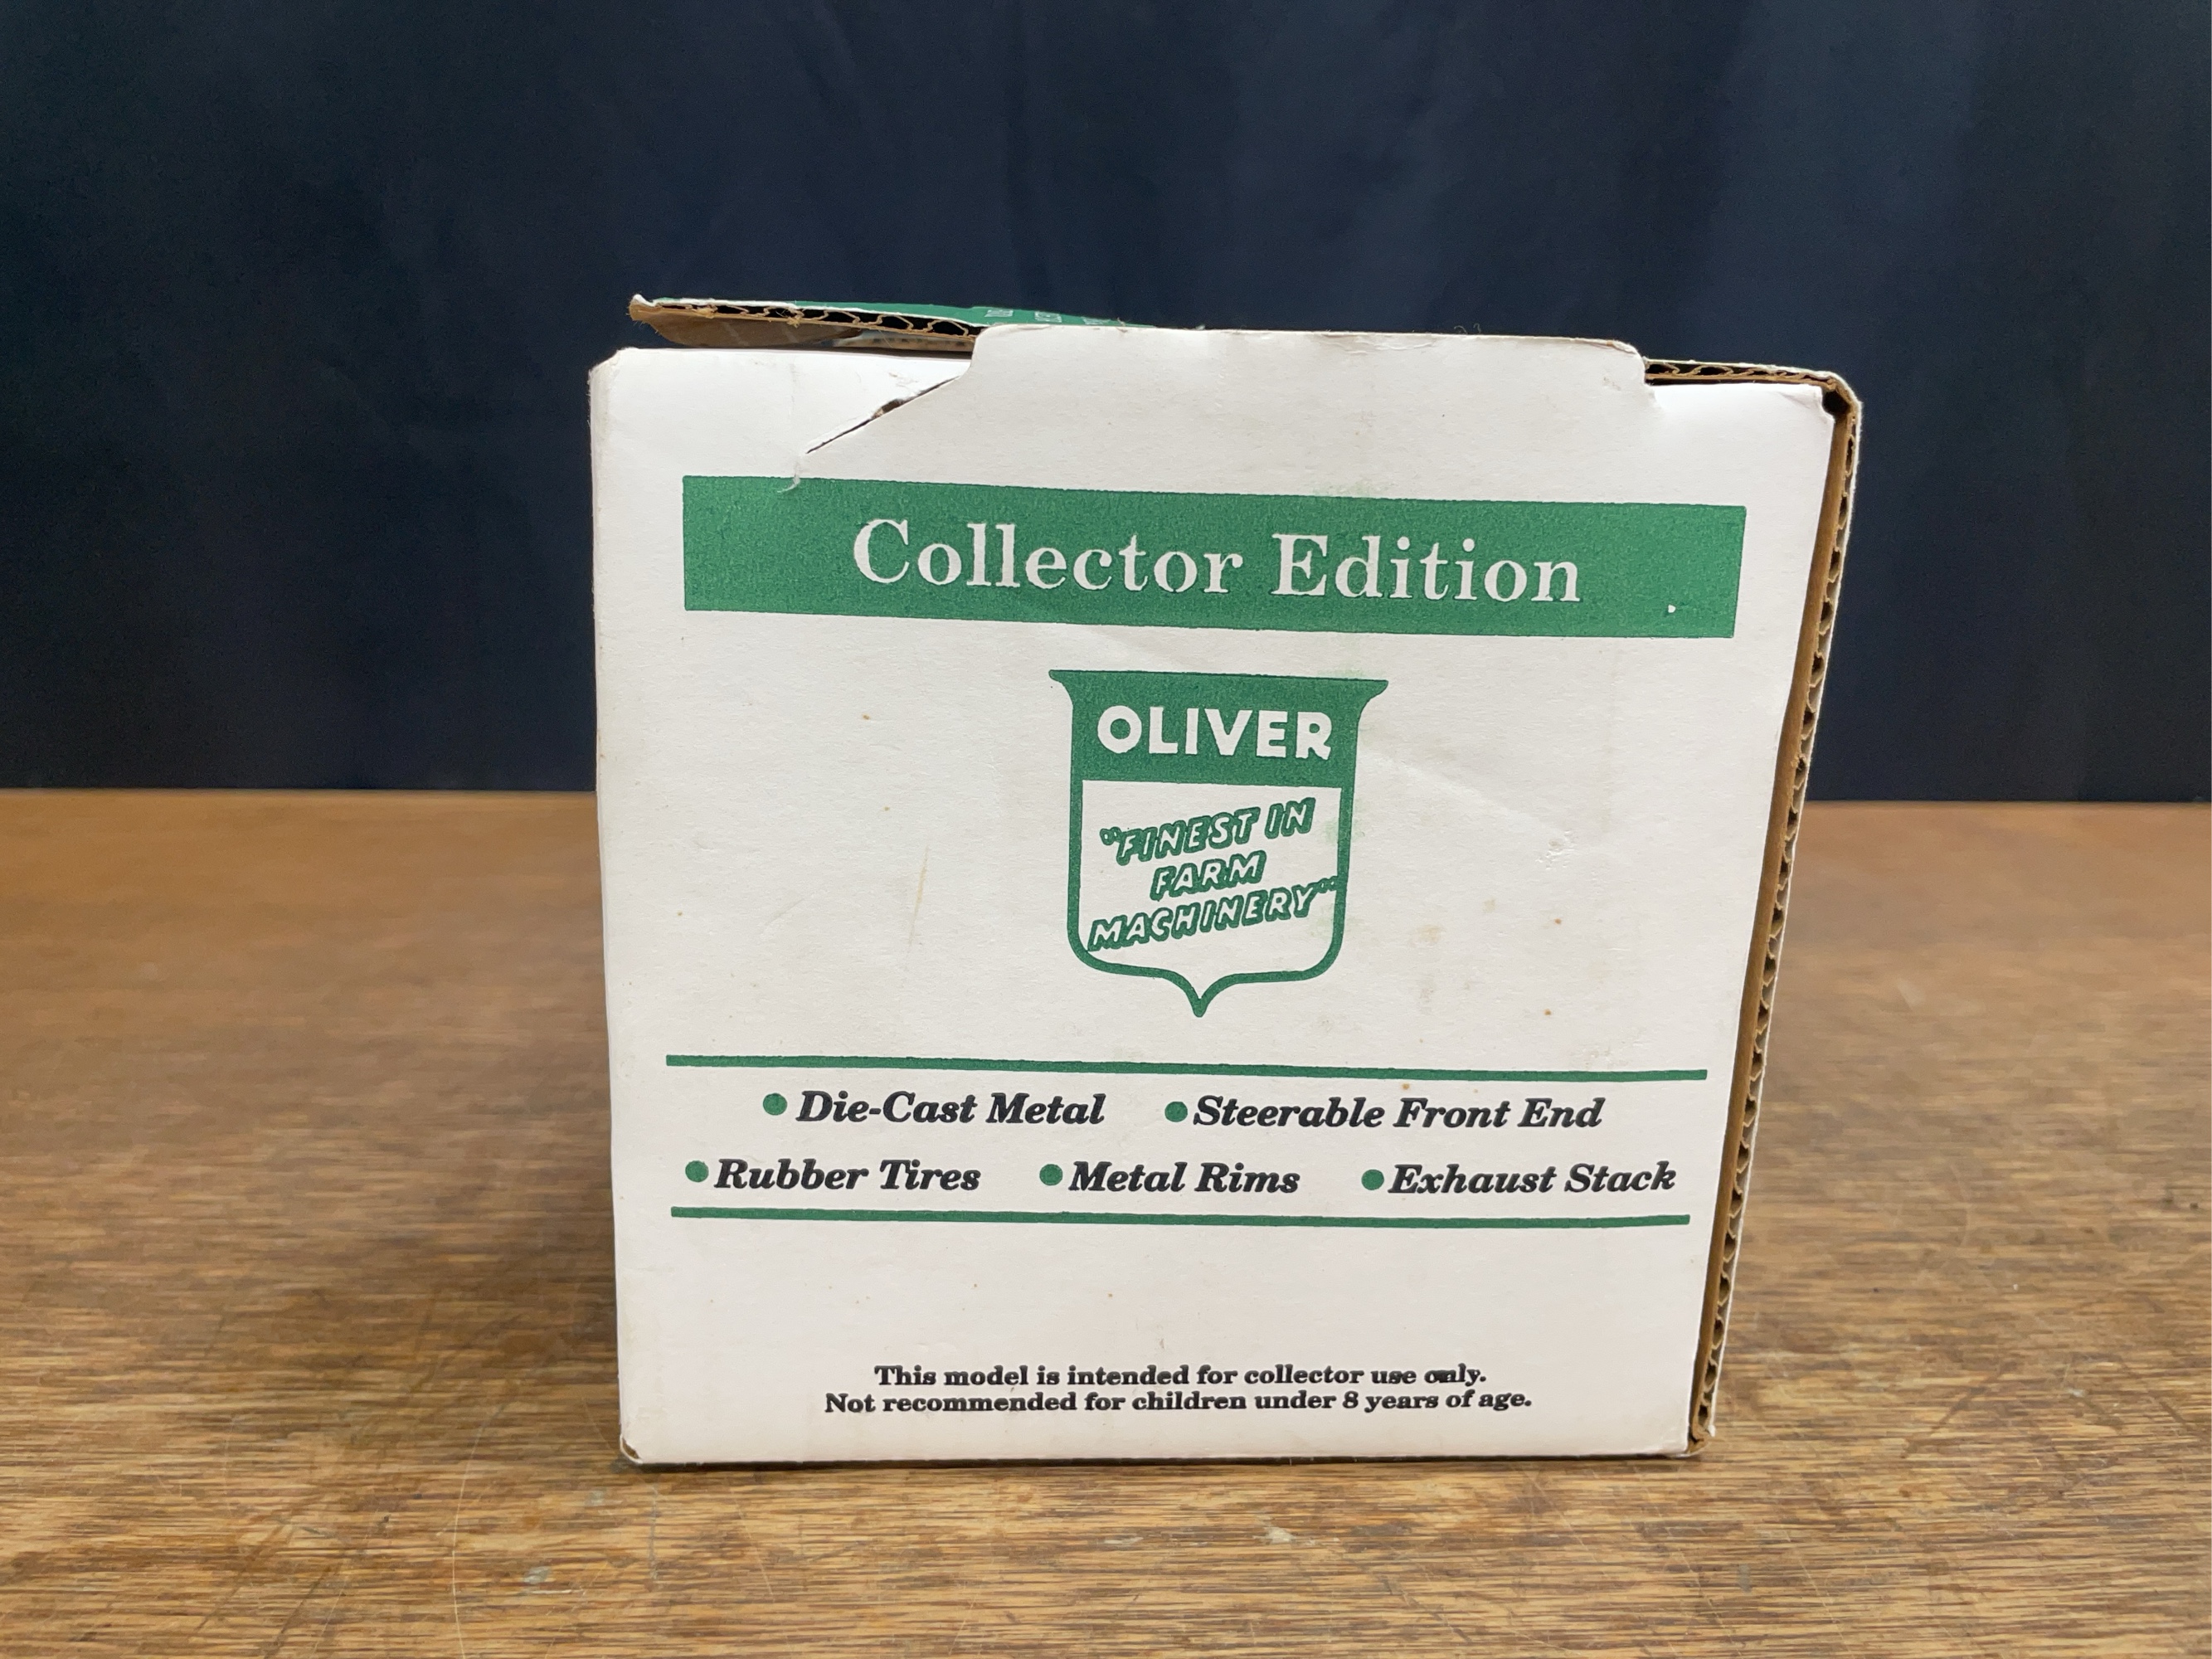 Collector Edition
OLIVER
"FINEST IN
FARM
MACHINERY"
• Die-Cast Metal • Steerable Front End
• Rubber Tires • Metal Rims • Exhaust Stack
This model is intended for collector use only.
Not recommended for children under 8 years of age.